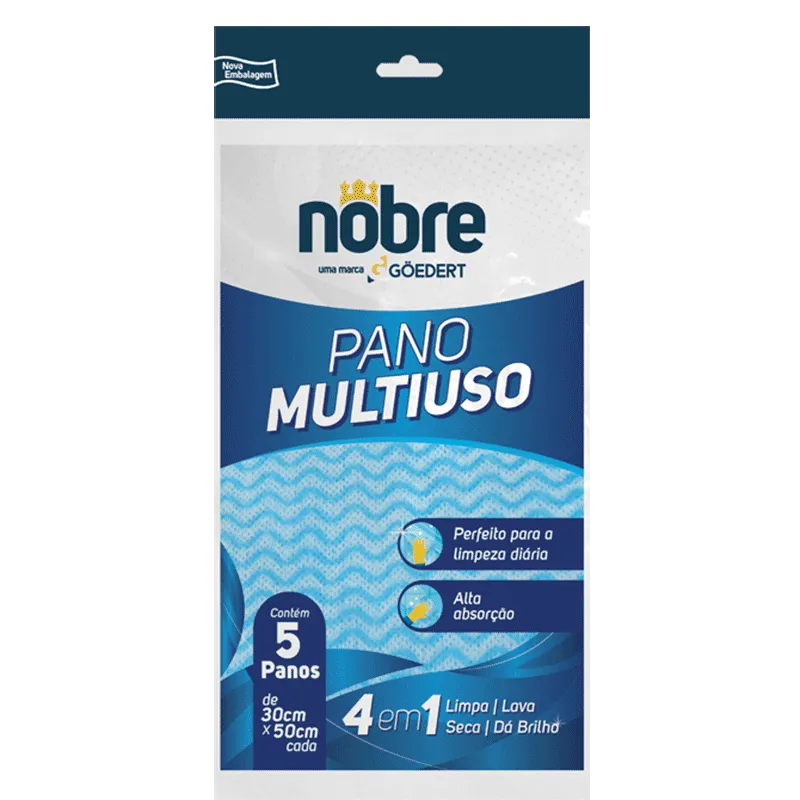 Nova
Embalagem
nobre
uma marca GÖEDERT
PANO
MULTIUSO
Perfeito para a
limpeza diária
Alta
absorção
Contém
5
Panos
de
30cm
x 50cm
cada
4 em 1
Limpa | Lava
Seca | Dá Brilho